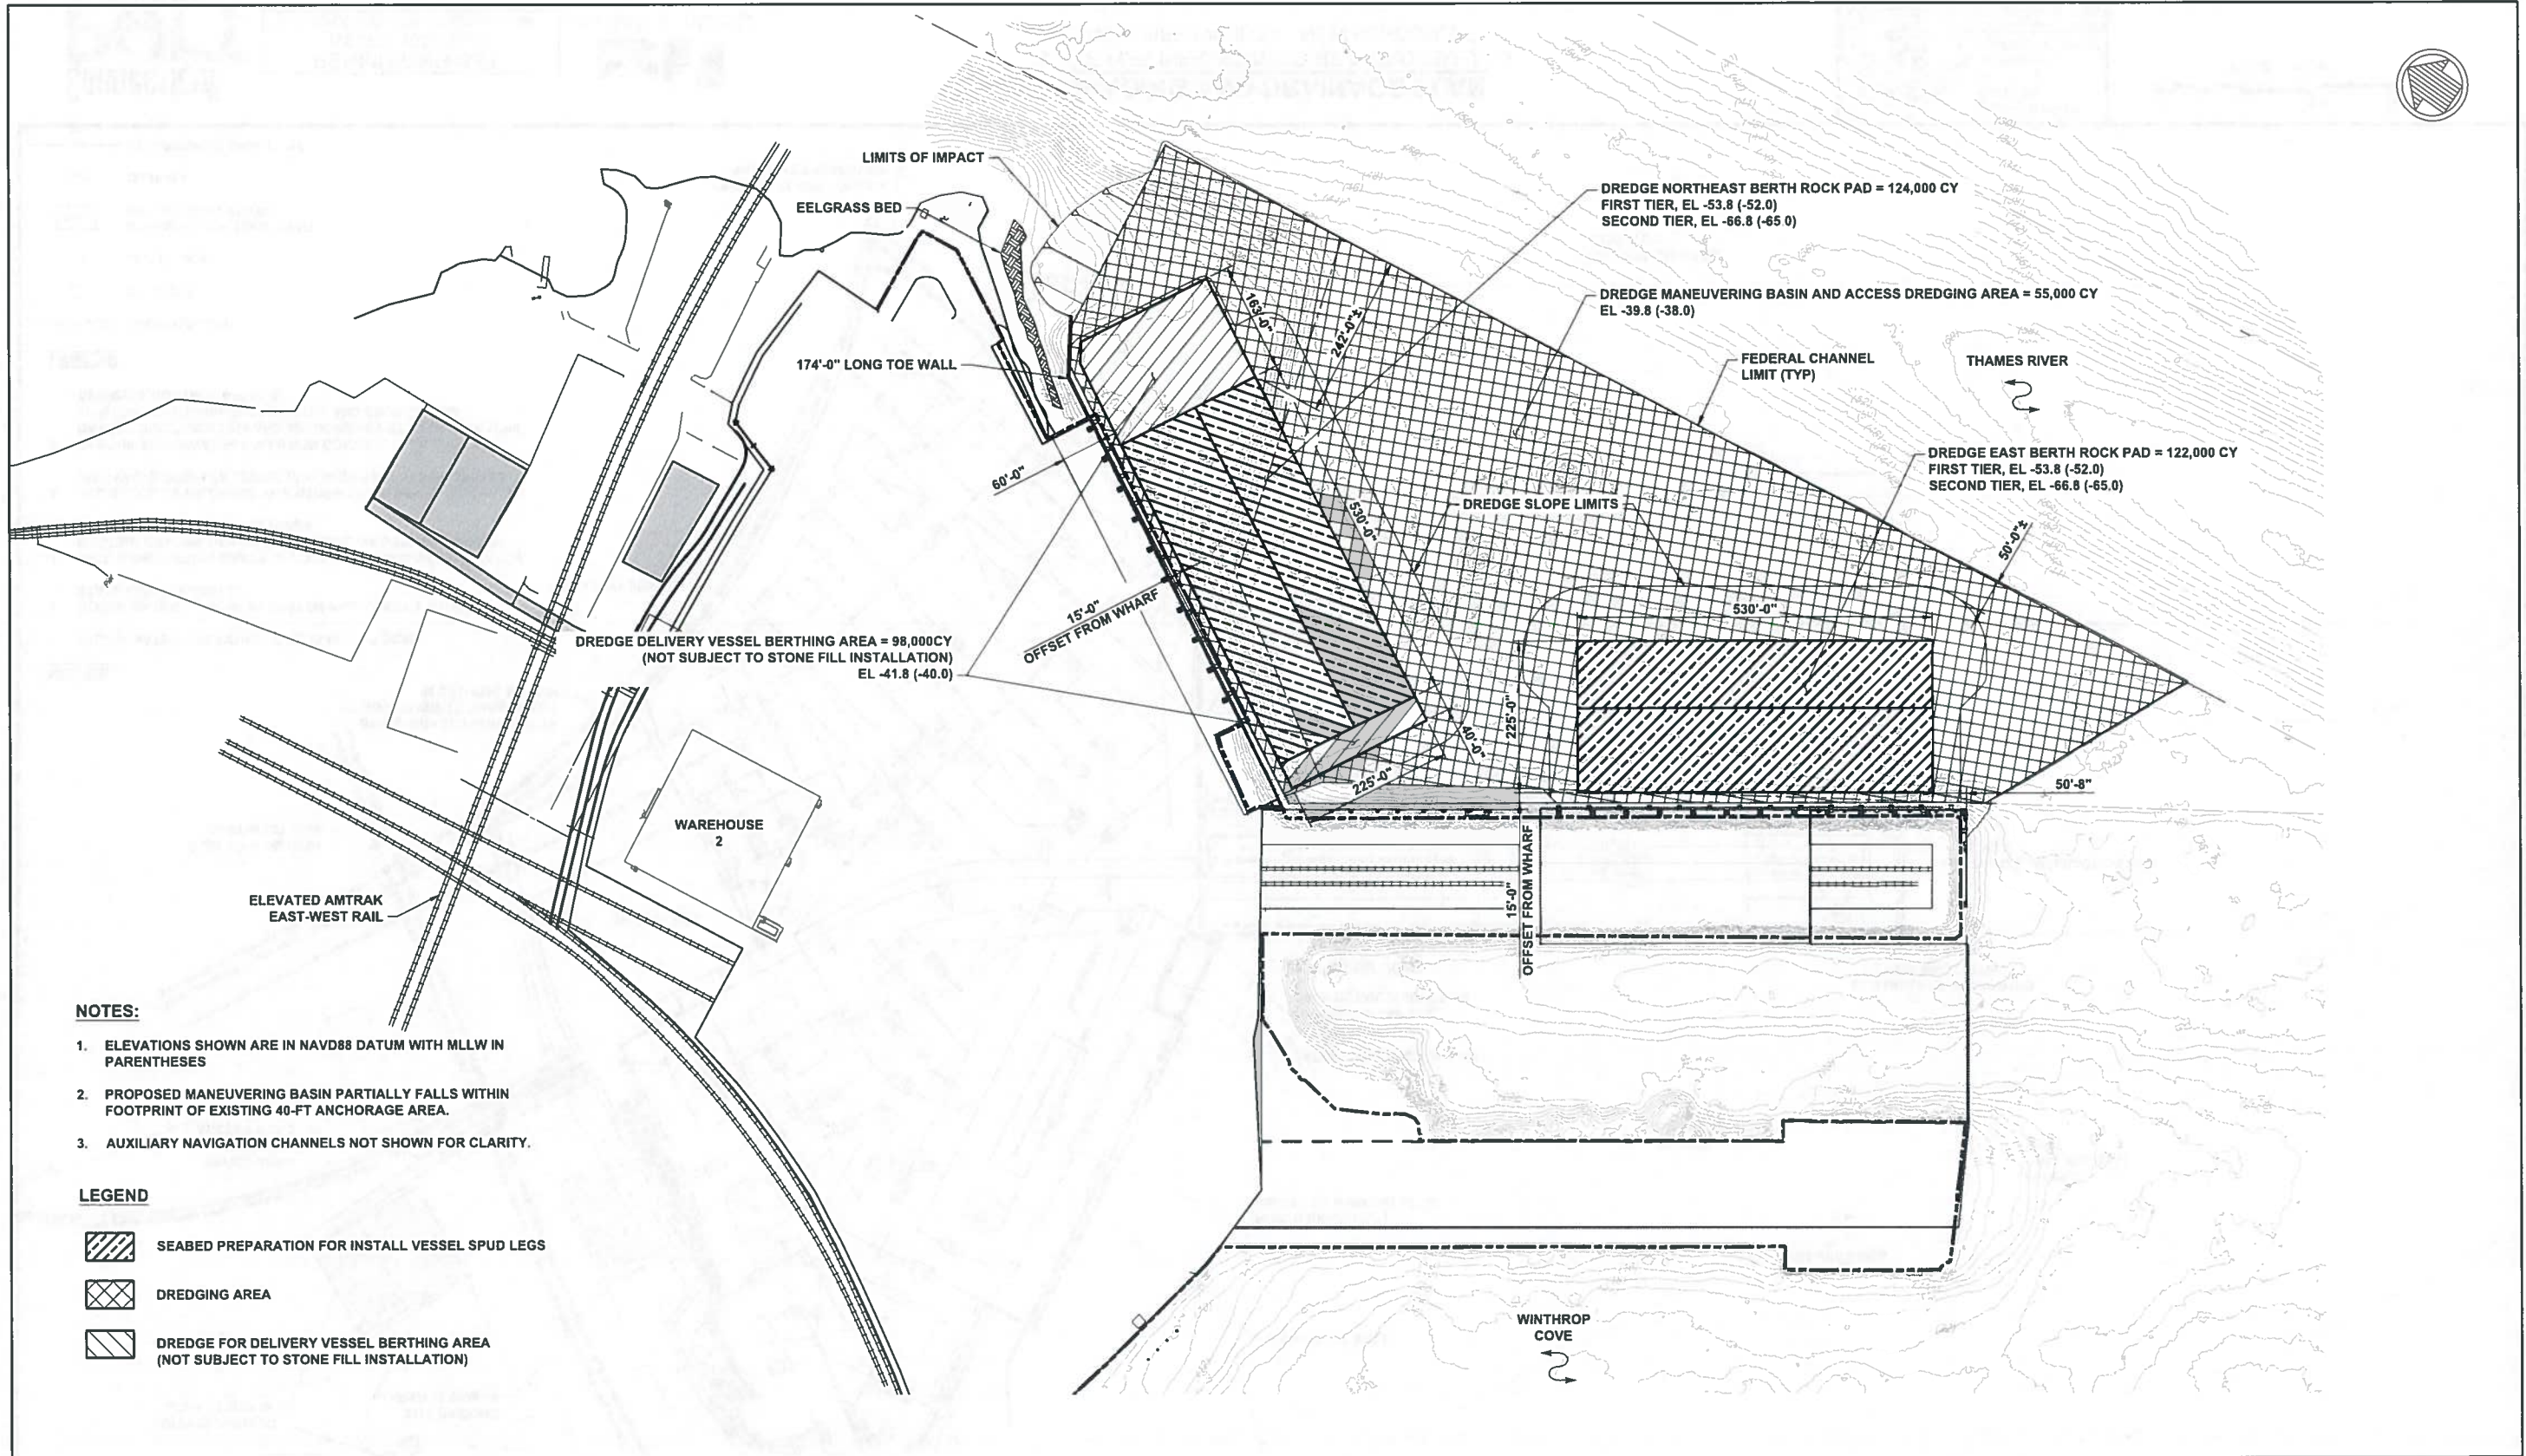 LIMITS OF IMPACT
EELGRASS BED
174'-0" LONG TOE WALL
DREDGE NORTHEAST BERTH ROCK PAD = 124,000 CY
FIRST TIER, EL -53.8 (-52.0)
SECOND TIER, EL -66.8 (-65.0)
DREDGE MANEUVERING BASIN AND ACCESS DREDGING AREA = 55,000 CY
EL -39.8 (-38.0)
FEDERAL CHANNEL
LIMIT (TYP)
THAMES RIVER
DREDGE EAST BERTH ROCK PAD = 122,000 CY
FIRST TIER, EL -53.8 (-52.0)
SECOND TIER, EL -66.8 (-65.0)
163'-0"
242'-0"±
60'-0"
530'-0"
DREDGE SLOPE LIMITS
50'-0"±
530'-0"
15'-0"
OFFSET FROM WHARF
DREDGE DELIVERY VESSEL BERTHING AREA = 98,000CY
(NOT SUBJECT TO STONE FILL INSTALLATION)
EL -41.8 (-40.0)
225'-0"
40'-0"
225'-0"
50'-8"
15'-0"
OFFSET FROM WHARF
WAREHOUSE
2
ELEVATED AMTRAK
EAST-WEST RAIL
NOTES:
1. ELEVATIONS SHOWN ARE IN NAVD88 DATUM WITH MLLW IN
PARENTHESES
2. PROPOSED MANEUVERING BASIN PARTIALLY FALLS WITHIN
FOOTPRINT OF EXISTING 40-FT ANCHORAGE AREA.
3. AUXILIARY NAVIGATION CHANNELS NOT SHOWN FOR CLARITY.
LEGEND
SEABED PREPARATION FOR INSTALL VESSEL SPUD LEGS
DREDGING AREA
DREDGE FOR DELIVERY VESSEL BERTHING AREA
(NOT SUBJECT TO STONE FILL INSTALLATION)
WINTHROP
COVE